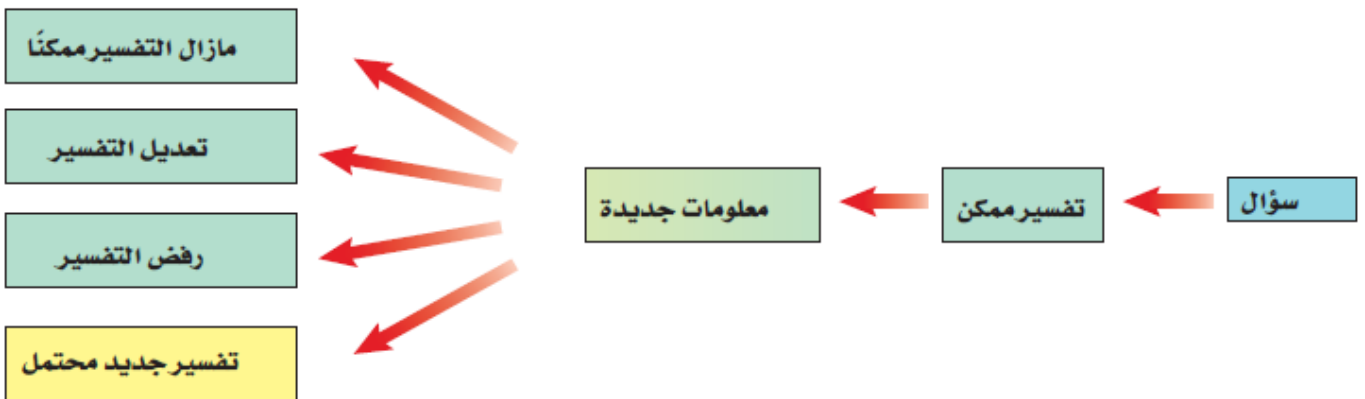 سؤال
تفسير ممكن
معلومات جديدة
مازال التفسير ممكنًا
تعديل التفسير
رفض التفسير
تفسير جديد محتمل